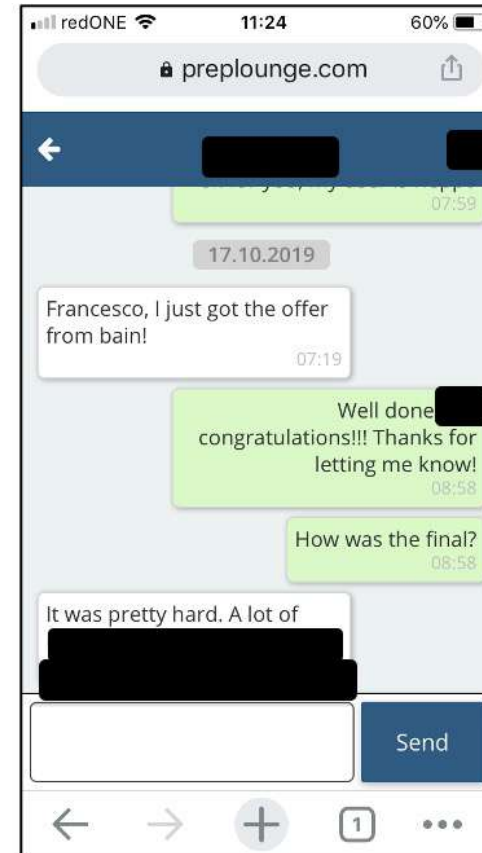 redONE 11:24 60%
preplounge.com
07:59
17.10.2019
Francesco, I just got the offer
from bain!
07:19
Well done
congratulations!!! Thanks for
letting me know!
08:58
How was the final?
08:58
It was pretty hard. A lot of
Send
1